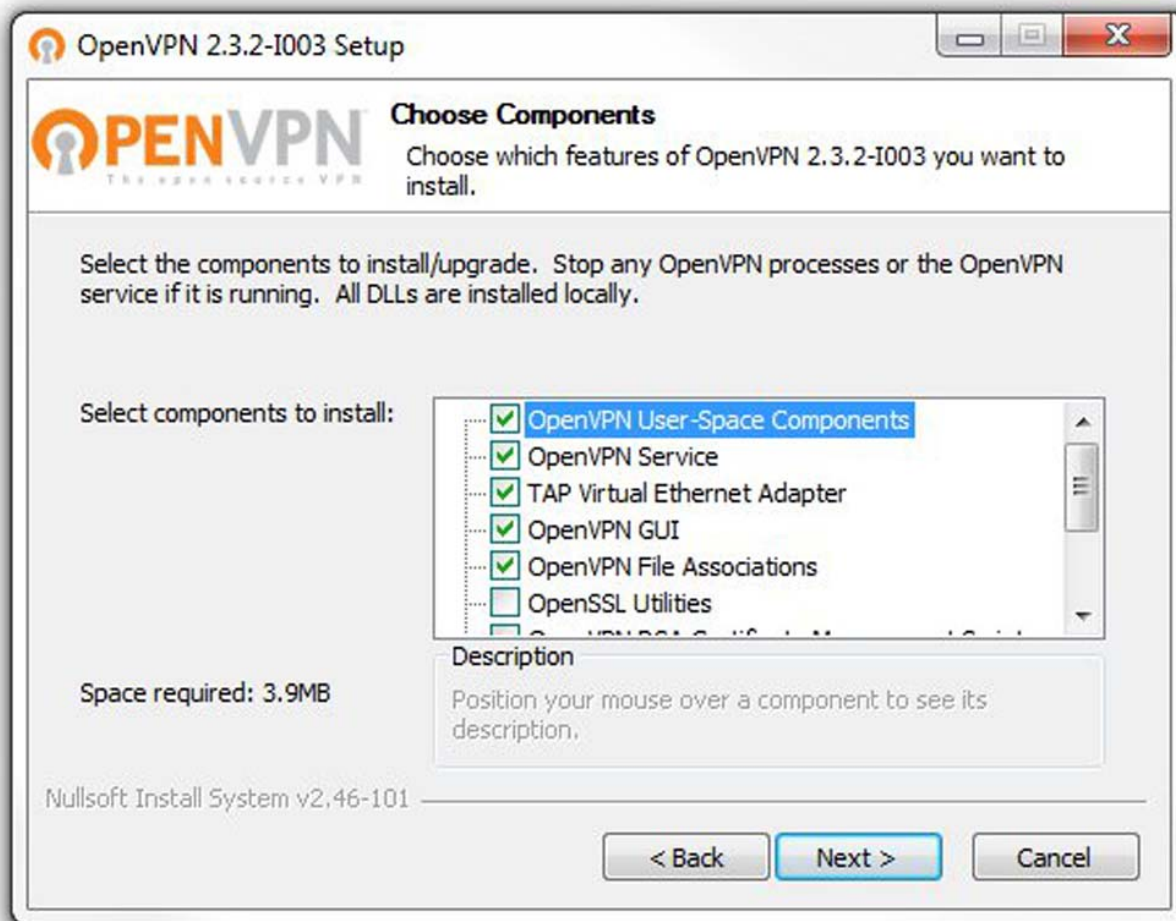 OpenVPN 2.3.2-I003 Setup
OPENVPN
The open source VPN
Choose Components
Choose which features of OpenVPN 2.3.2-I003 you want to
install.
Select the components to install/upgrade.  Stop any OpenVPN processes or the OpenVPN
service if it is running.  All DLLs are installed locally.
Select components to install:
OpenVPN User-Space Components
OpenVPN Service
TAP Virtual Ethernet Adapter
OpenVPN GUI
OpenVPN File Associations
OpenSSL Utilities
Space required: 3.9MB
Description
Position your mouse over a component to see its
description.
Nullsoft Install System v2.46-101
< Back
Next >
Cancel